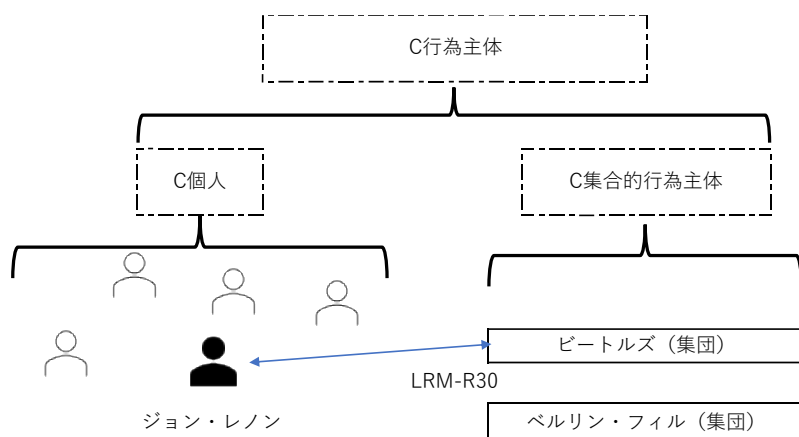 C行為主体
C個人
C集合的行為主体
ビートルズ（集団）
LRM-R30
ジョン・レノン
ベルリン・フィル（集団）